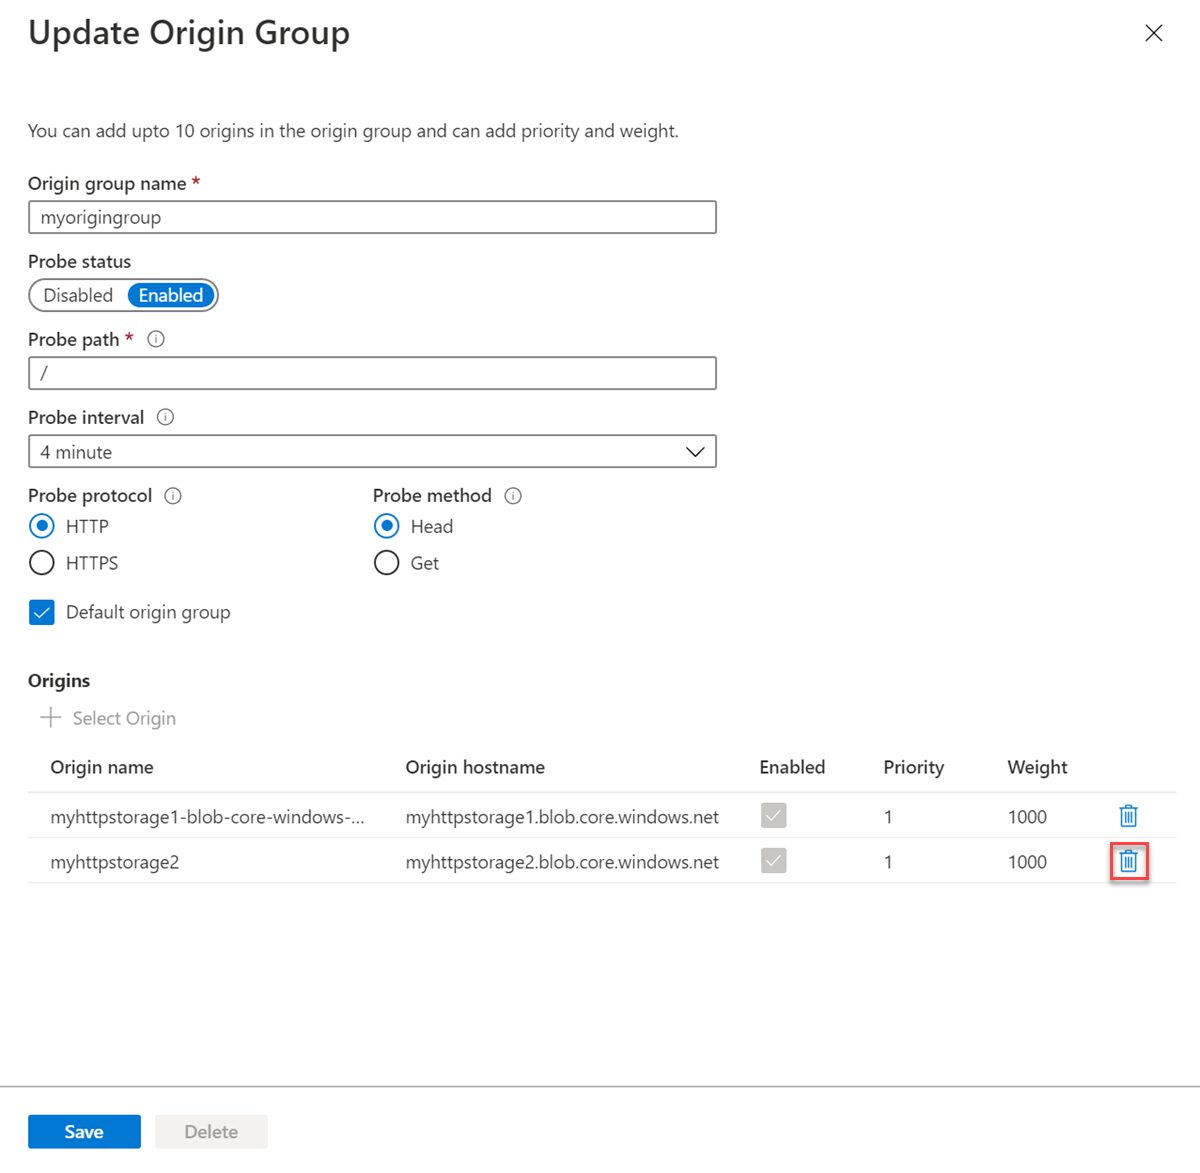 Update Origin Group
You can add upto 10 origins in the origin group and can add priority and weight.
Origin group name *
myorigingroup
Probe status
Disabled Enabled
Probe path *
/
Probe interval
4 minute
Probe protocol Probe method
HTTP Head
HTTPS Get
Default origin group
Origins
Select Origin
Origin name Origin hostname Enabled Priority Weight
myhttpstorage1-blob-core-windows-... myhttpstorage1.blob.core.windows.net 1 1000
myhttpstorage2 myhttpstorage2.blob.core.windows.net 1 1000
Save Delete